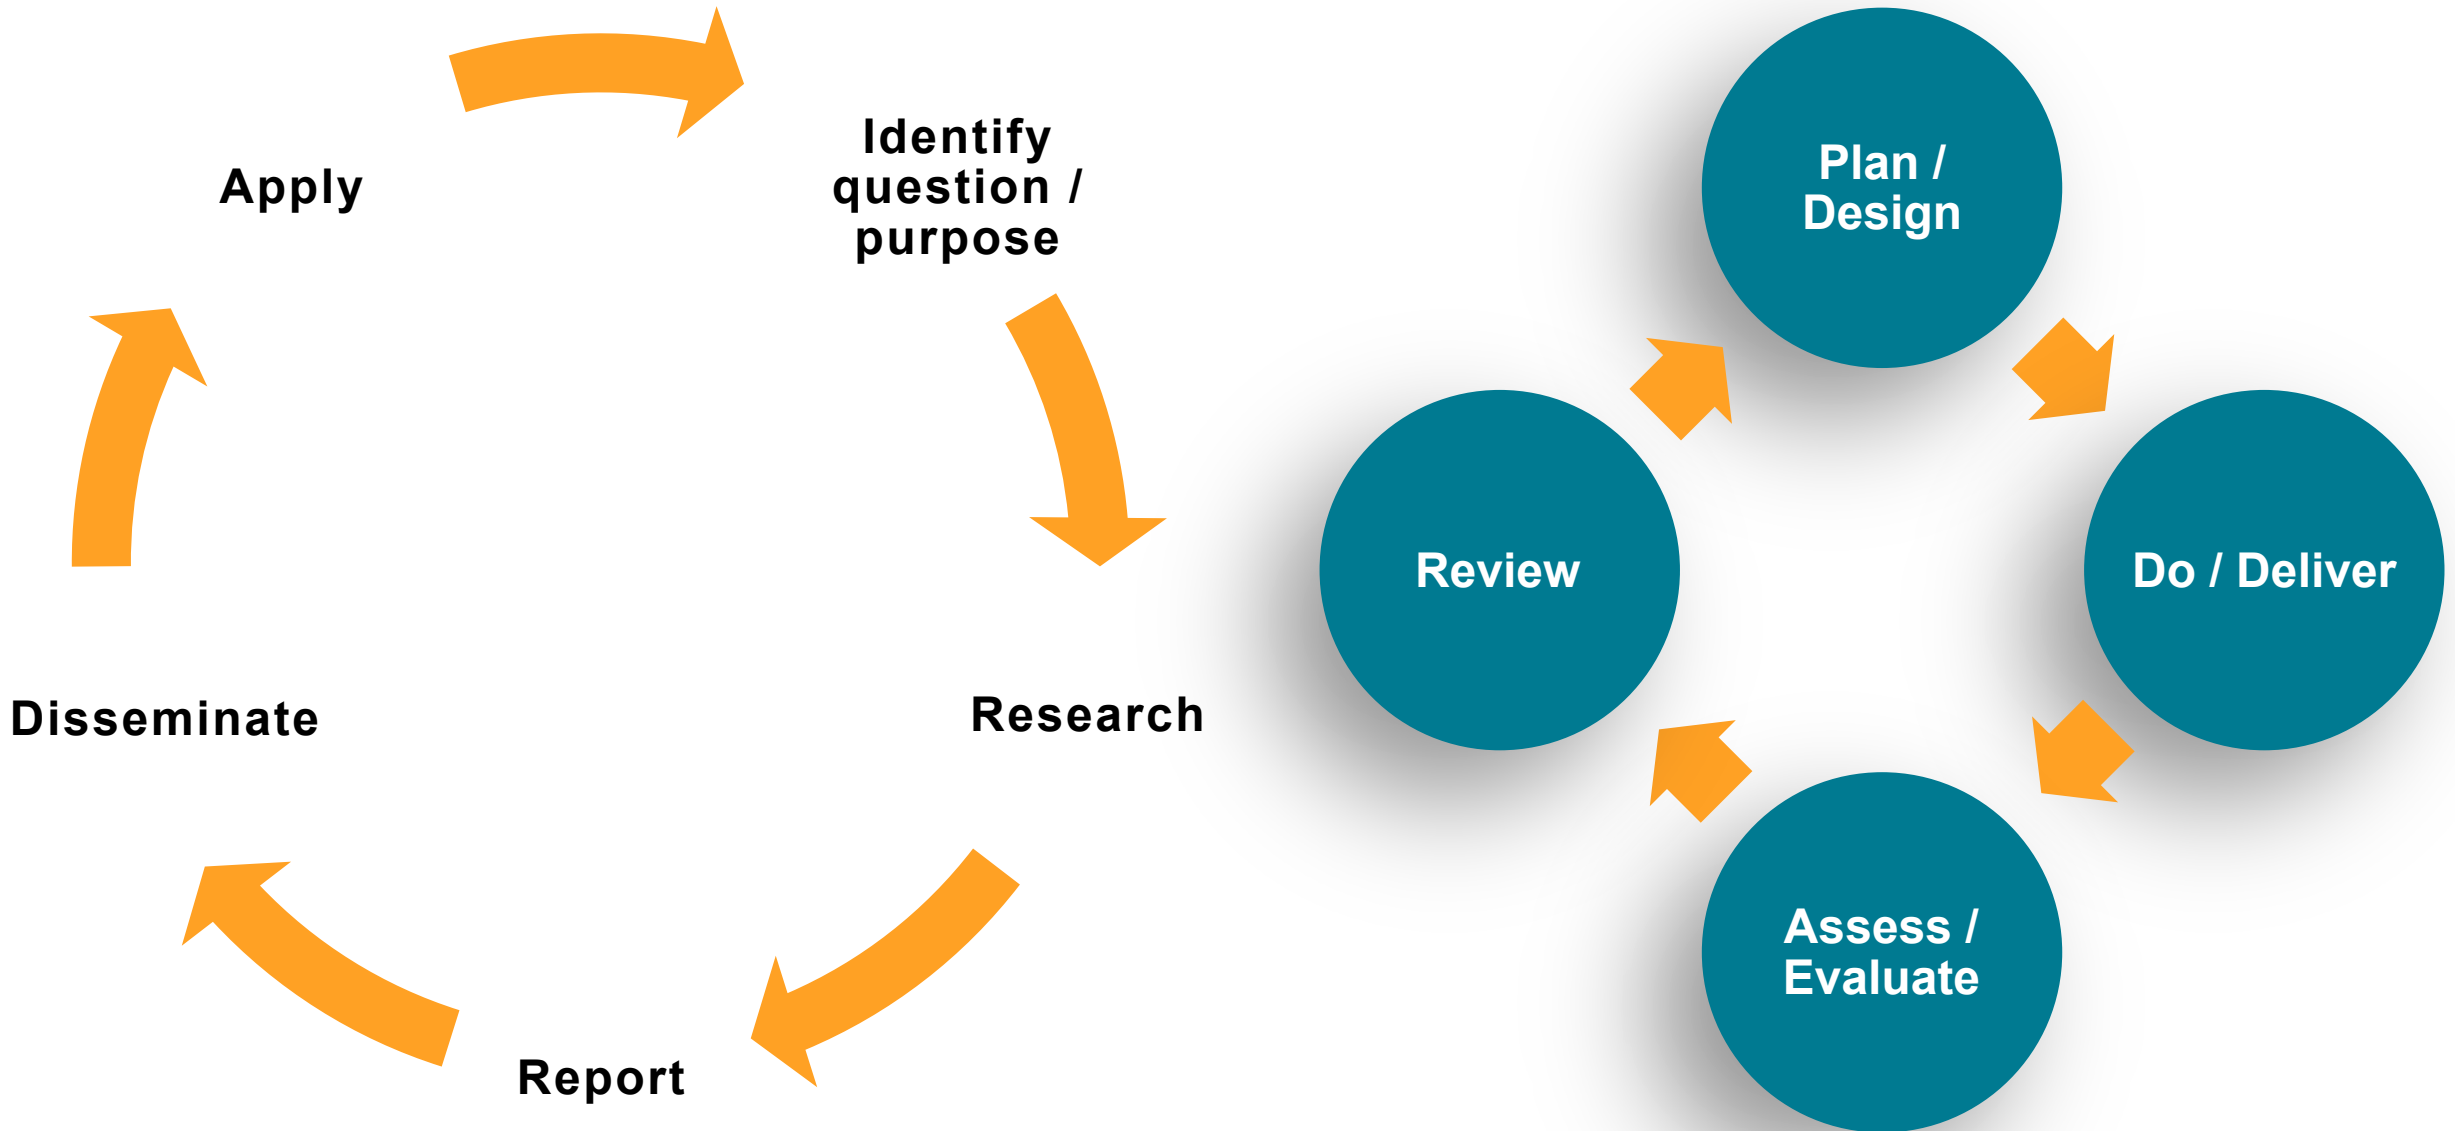 Apply
Identify
question /
purpose
Research
Report
Disseminate
Plan /
Design
Do / Deliver
Assess /
Evaluate
Review